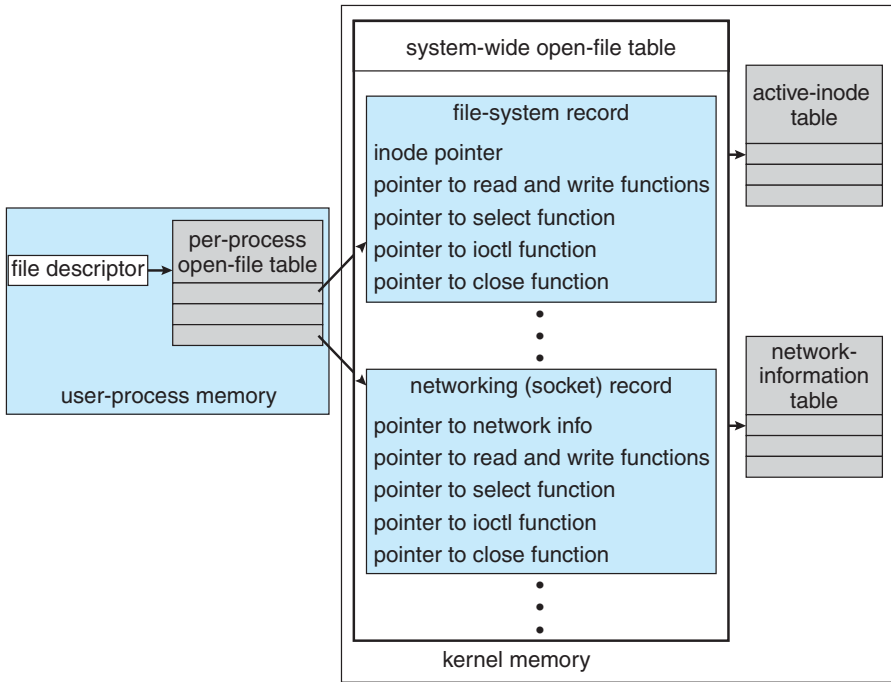 system-wide open-file table
file-system record
inode pointer
pointer to read and write functions
pointer to select function
pointer to ioctl function
pointer to close function
active-inode
table
per-process
open-file table
file descriptor
user-process memory
networking (socket) record
pointer to network info
pointer to read and write functions
pointer to select function
pointer to ioctl function
pointer to close function
network-
information
table
kernel memory